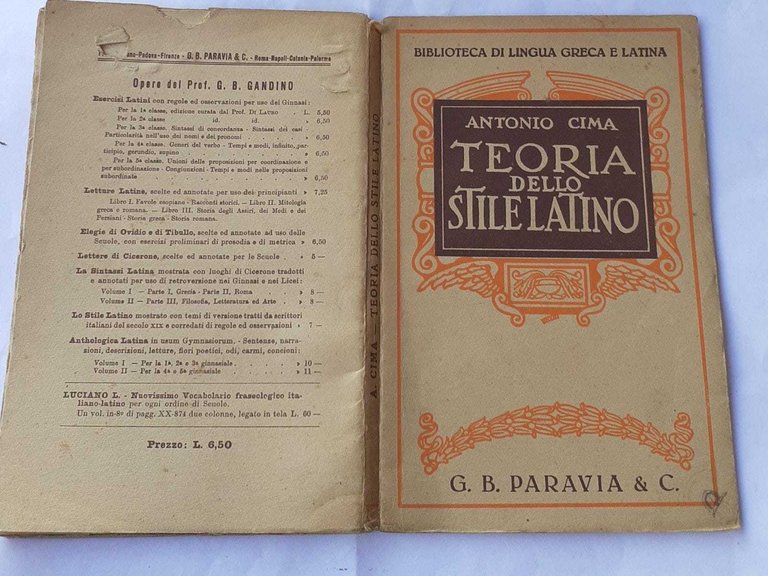 ano-Padova-Firenze - G. B. PARAVIA & C. - Roma-Napoli-Catania-Palermo
Opere del Prof. G. B. GANDINO
Esercizi Latini con regole ed osservazioni per uso dei Ginnasi:
Per la 1ª classe, edizione curata dal Prof. DI LAURO . L. 5,50
Per la 2ª classe id. id. . » 6,50
Per la 3ª classe. Sintassi di concordanza - Sintassi dei casi -
Particolarità nell'uso dei nomi e dei pronomi . . . » 6,50
Per la 4ª classe. Generi del verbo - Tempi e modi, infinito, par-
ticipio, gerundio, supino . . . » 6,50
Per la 5ª classe. Unioni delle proposizioni per coordinazione e
per subordinazione - Congiunzioni - Tempi e modi nelle proposizioni
subordinate . . . » 6,50
Letture Latine, scelte ed annotate per uso dei principianti » 7,25
Libro I. Favole esopiane - Racconti storici. — Libro II. Mitologia
greca e romana. — Libro III. Storia degli Assiri, dei Medi e dei
Persiani - Storia greca - Storia romana.
Elegie di Ovidio e di Tibullo, scelte ed annotate ad uso delle
Scuole, con esercizi preliminari di prosodia e di metrica » 6,50
Lettere di Cicerone, scelte ed annotate per le Scuole . » 5 —
La Sintassi Latina mostrata con luoghi di Cicerone tradotti
e annotati per uso di retroversione nei Ginnasi e nei Licei:
Volume I — Parte I, Grecia - Parte II, Roma . . » 8 —
Volume II — Parte III, Filosofia, Letteratura ed Arte . » 8 —
Lo Stile Latino mostrato con temi di versione tratti da scrittori
italiani del secolo XIX e corredati di regole ed osservazioni » 7 —
Anthologica Latina in usum Gymnasiorum. - Sentenze, narra-
zioni, descrizioni, letture, fiori poetici, odi, carmi, concioni:
Volume I — Per la 1ª, 2ª e 3ª ginnasiale . . » 10 —
Volume II — Per la 4ª e 5ª ginnasiale . . » 11 —
LUCIANO L. - Nuovissimo Vocabolario fraseologico ita-
liano-latino per ogni ordine di Scuole.
Un vol. in-8º di pagg. XX-874 due colonne, legato in tela L. 60 —
Prezzo: L. 6,50
A. CIMA — TEORIA DELLO STILE LATINO
BIBLIOTECA DI LINGUA GRECA E LATINA
ANTONIO CIMA
TEORIA
DELLO
STILE LATINO
G. B. PARAVIA & C.